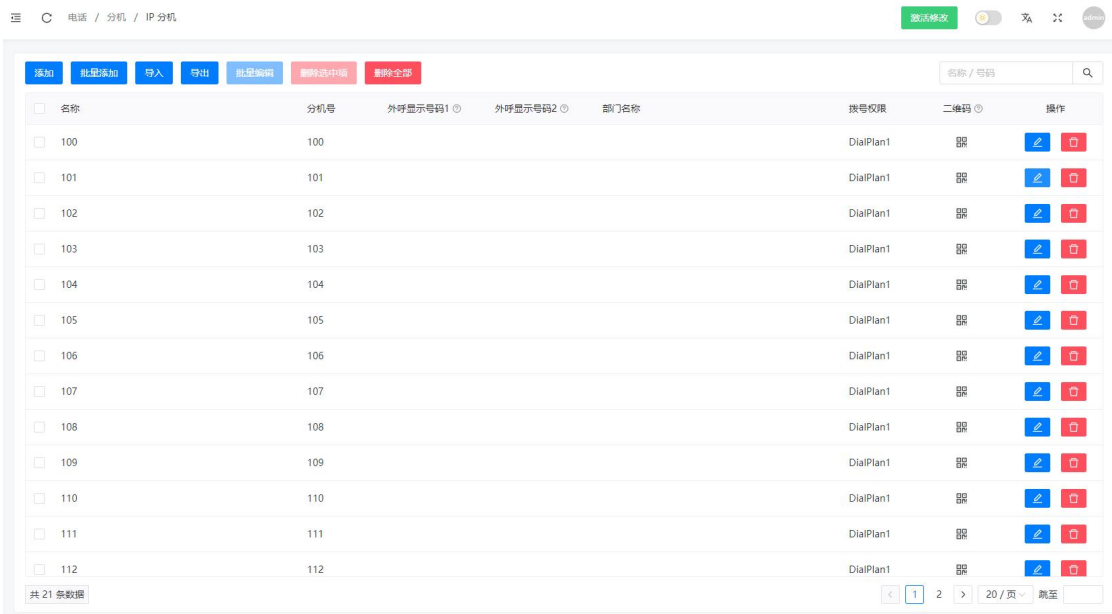 电话 / 分机 / IP 分机 激活修改 admin
添加 批量添加 导入 导出 批量编辑 删除选中项 删除全部 名称 / 号码
名称 分机号 外呼显示号码1 外呼显示号码2 部门名称 拨号权限 二维码 操作
100 100 DialPlan1
101 101 DialPlan1
102 102 DialPlan1
103 103 DialPlan1
104 104 DialPlan1
105 105 DialPlan1
106 106 DialPlan1
107 107 DialPlan1
108 108 DialPlan1
109 109 DialPlan1
110 110 DialPlan1
111 111 DialPlan1
112 112 DialPlan1
共 21 条数据 1 2 20 / 页 跳至